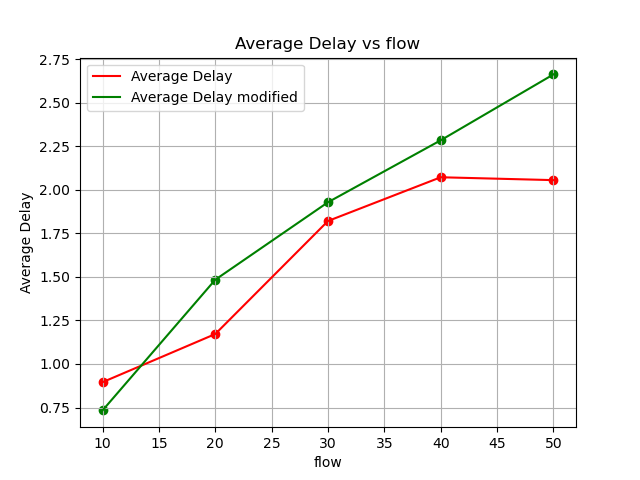 Average Delay vs flow
Average Delay
Average Delay modified
2.75
2.50
2.25
2.00
1.75
1.50
1.25
1.00
0.75
Average Delay
10 15 20 25 30 35 40 45 50
flow